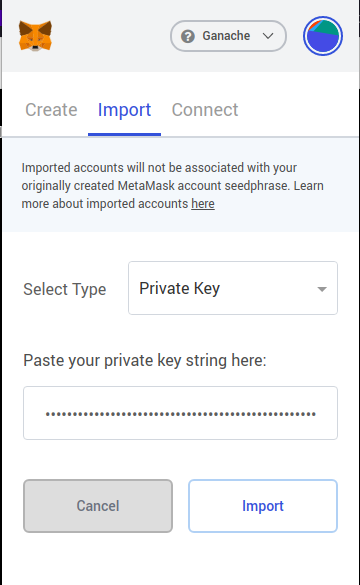 Ganache
Create Import Connect
Imported accounts will not be associated with your
originally created MetaMask account seedphrase. Learn
more about imported accounts here
Select Type Private Key
Paste your private key string here:
Cancel Import